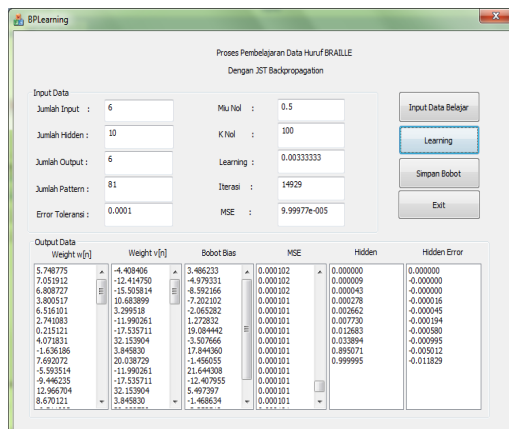 BPLearning
Proses Pembelajaran Data Huruf BRAILLE
Dengan JST Backpropagation
Input Data
Jumlah Input : 6 Miu Nol : 0.5 Input Data Belajar
Jumlah Hidden : 10 K Nol : 100 Learning
Jumlah Output : 6 Learning : 0.00333333 Simpan Bobot
Jumlah Pattern : 81 Iterasi : 14929 Exit
Error Toleransi : 0.0001 MSE : 9.99977e-005
Output Data
Weight w[n] Weight v[n] Bobot Bias MSE Hidden Hidden Error
5.748775 -4.408406 3.486233 0.000102 0.000000 0.000000
7.051912 -12.414750 -4.979331 0.000102 0.000009 -0.000000
6.808727 -15.505814 -8.592166 0.000102 0.000043 -0.000000
3.800517 10.683899 -7.202102 0.000102 0.000278 -0.000016
6.516101 3.299518 -2.065282 0.000101 0.002662 -0.000045
2.741083 -11.990261 1.272832 0.000101 0.007730 -0.000194
0.215121 -17.535711 19.084442 0.000101 0.012683 -0.000580
4.071831 32.153904 -3.507666 0.000101 0.033894 -0.000995
-1.636186 3.845830 17.844360 0.000101 0.895071 -0.005012
7.692072 20.038729 -1.456055 0.000101 0.999995 -0.011829
-5.593514 -11.990261 21.644308 0.000101
-9.446235 -17.535711 -12.407955 0.000101
12.966704 32.153904 5.497397 0.000101
8.670121 3.845830 -1.468634 0.000101